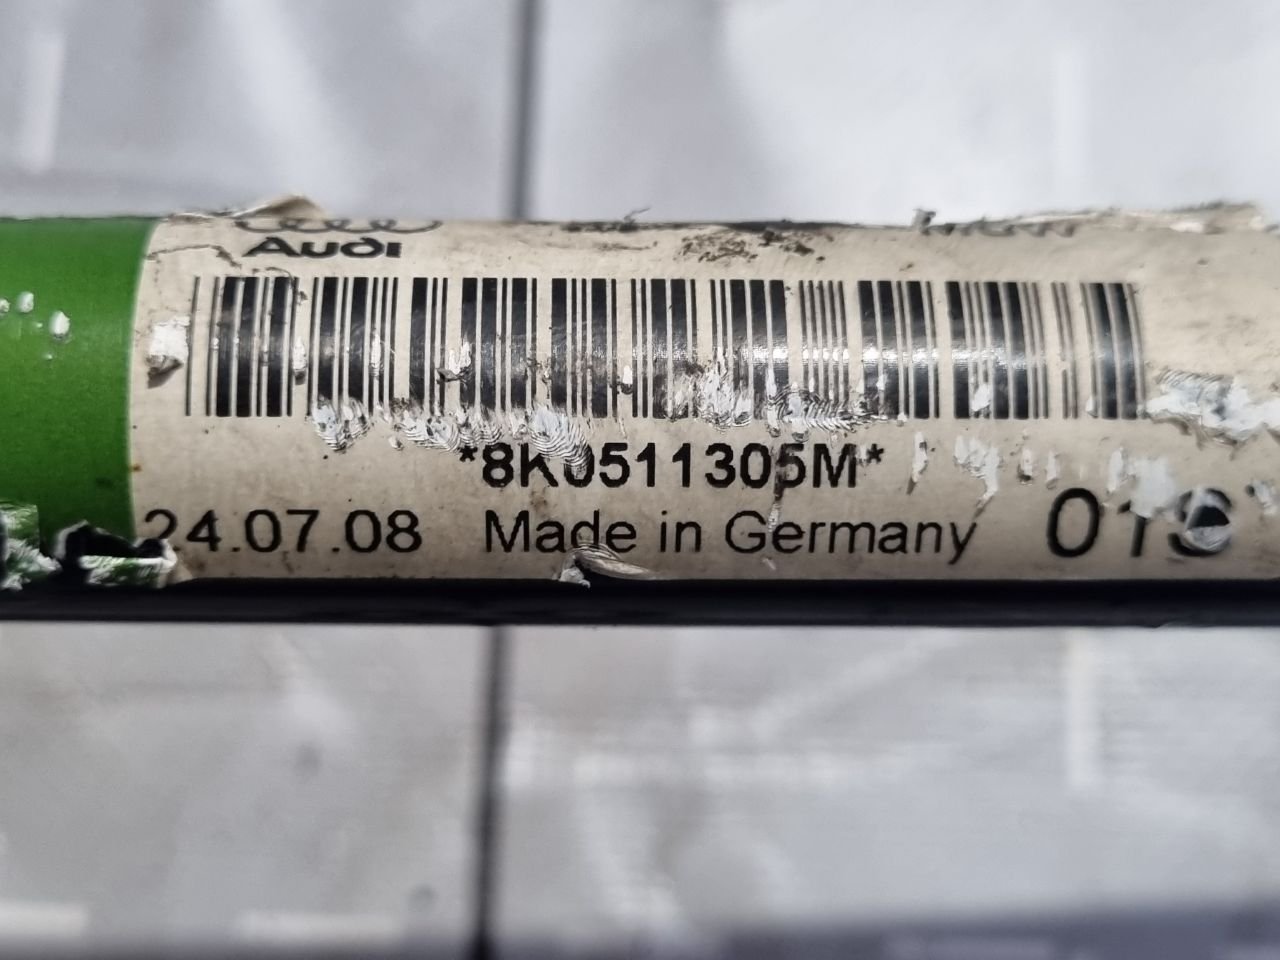 Audi
*8K0511305M*
24.07.08 Made in Germany